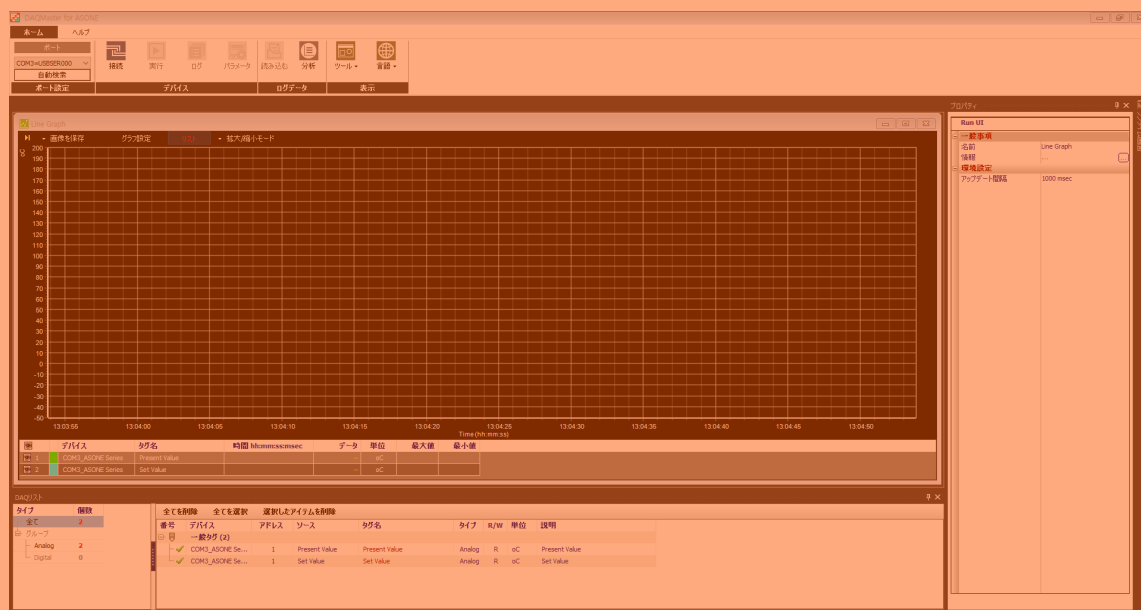 DAQMaster for ASONE
ホーム ヘルプ
ポート
COM3=USBSER000
自動検索
接続 実行 ログ パラメータ 読み込む 分析 ツール 言語
ポート設定 デバイス ログデータ 表示
Line Graph
画像を保存 グラフ設定 リスト 拡大/縮小モード
oC
200
190
180
170
160
150
140
130
120
110
100
90
80
70
60
50
40
30
20
10
0
-10
-20
-30
-40
-50
13:03:55 13:04:00 13:04:05 13:04:10 13:04:15 13:04:20 13:04:25 13:04:30 13:04:35 13:04:40 13:04:45 13:04:50
Time(hh:mm:ss)
デバイス タグ名 時間 hh:mm:ss:msec データ 単位 最大値 最小値
1 COM3_ASONE Series Present Value -- oC
2 COM3_ASONE Series Set Value -- oC
プロパティ
Run UI
一般事項
名前 Line Graph
情報 ...
環境設定
アップデート間隔 1000 msec
DAQリスト
タイプ 個数
全て 2
グループ
Analog 2
Digital 0
全てを削除 全てを選択 選択したアイテムを削除
番号 デバイス アドレス ソース タグ名 タイプ R/W 単位 説明
一般タグ (2)
COM3_ASONE Se... 1 Present Value Present Value Analog R oC Present Value
COM3_ASONE Se... 1 Set Value Set Value Analog R oC Set Value